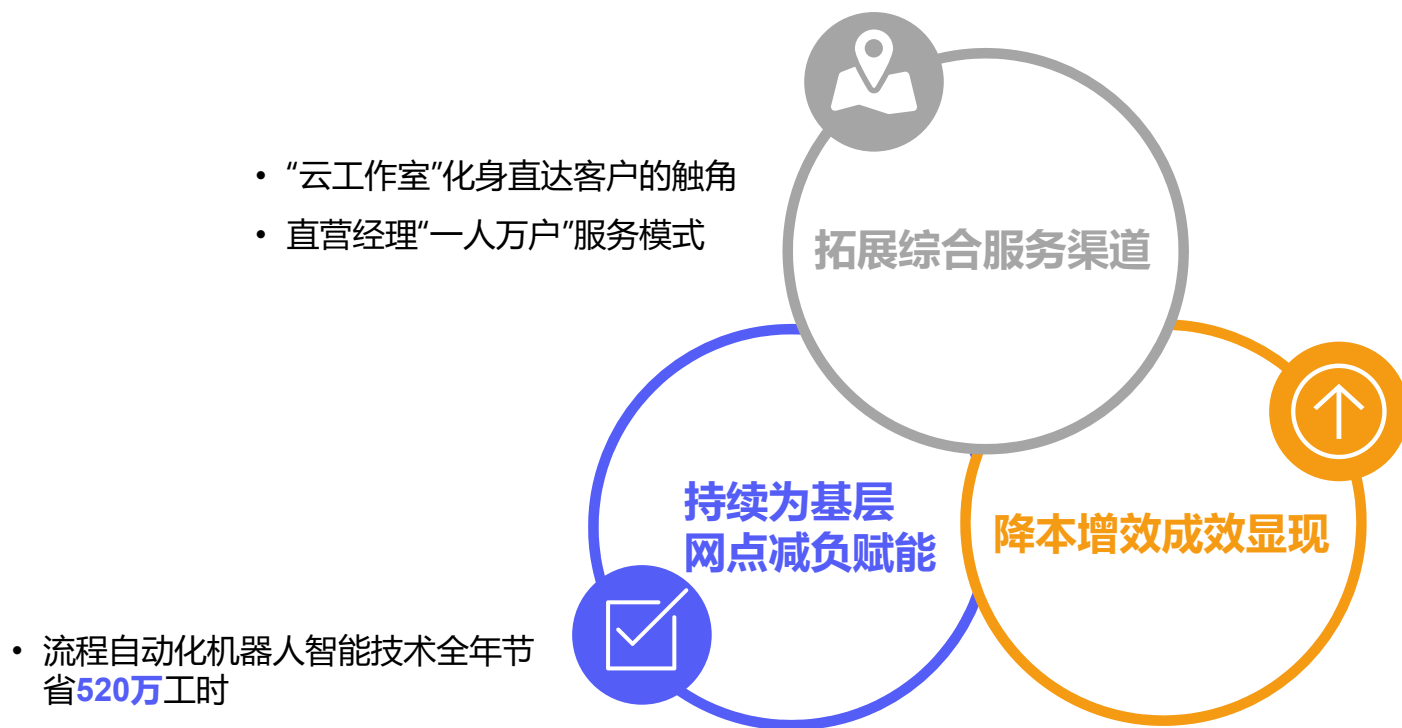 • “云工作室”化身直达客户的触角
• 直营经理“一人万户”服务模式
拓展综合服务渠道
持续为基层
网点减负赋能
降本增效成效显现
• 流程自动化机器人智能技术全年节
省520万工时